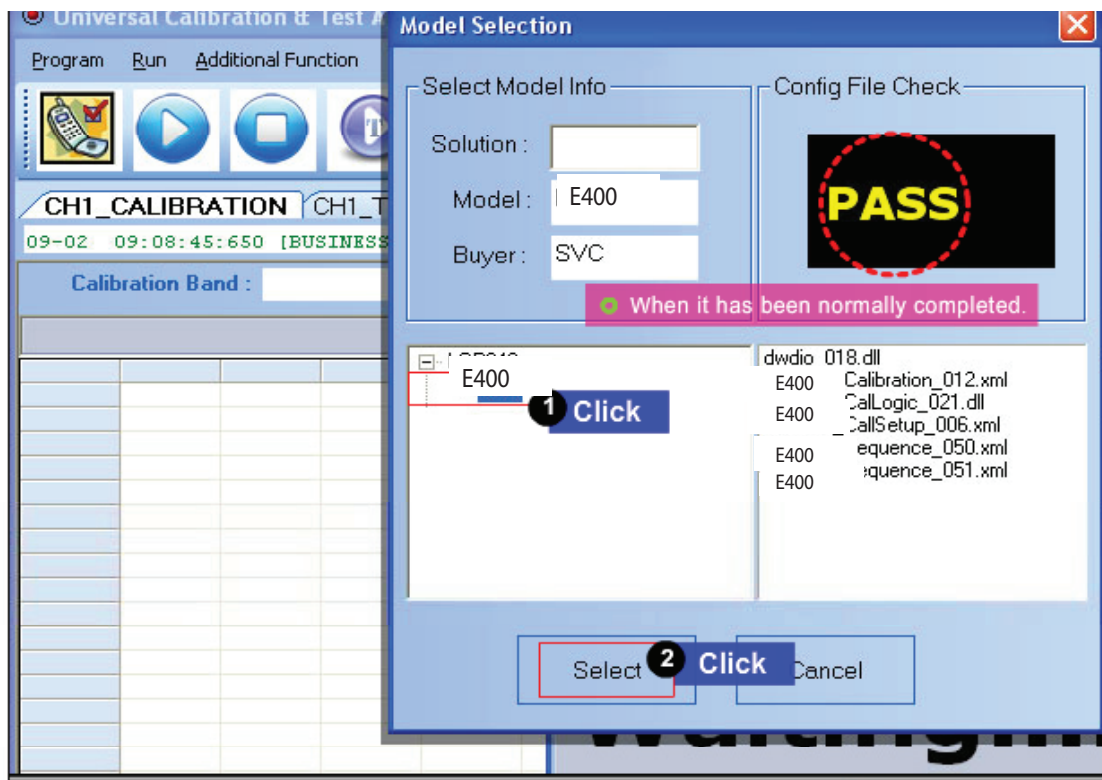 Universal Calibration & Test
Program Run Additional Function
CH1_CALIBRATION CH1_T
09-02 09:08:45:650 [BUSINESS
Calibration Band :
Model Selection
Select Model Info
Solution :
Model : E400
Buyer : SVC
Config File Check
PASS
When it has been normally completed.
E400
1 Click
dwdio_018.dll
E400 Calibration_012.xml
CalLogic_021.dll
E400 _CallSetup_006.xml
E400 equence_050.xml
E400 equence_051.xml
Select 2 Click Cancel